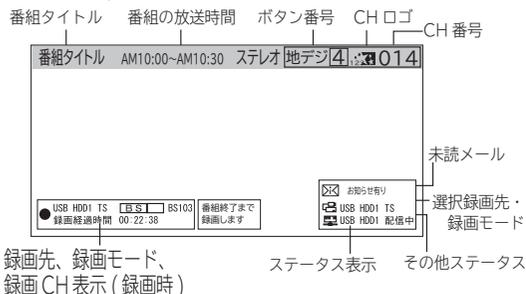 番組タイトル 番組の放送時間 ボタン番号 CH ロゴ
CH 番号
番組タイトル AM10:00~AM10:30 ステレオ 地デジ 4 12 014
未読メール
お知らせ有り
USB HDD1 TS BS BS103 番組終了まで USB HDD1 TS 選択録画先・
録画経過時間 00:22:38 録画します USB HDD1 配信中 録画モード
録画先、録画モード、 ステータス表示 その他ステータス
録画 CH 表示 ( 録画時 )